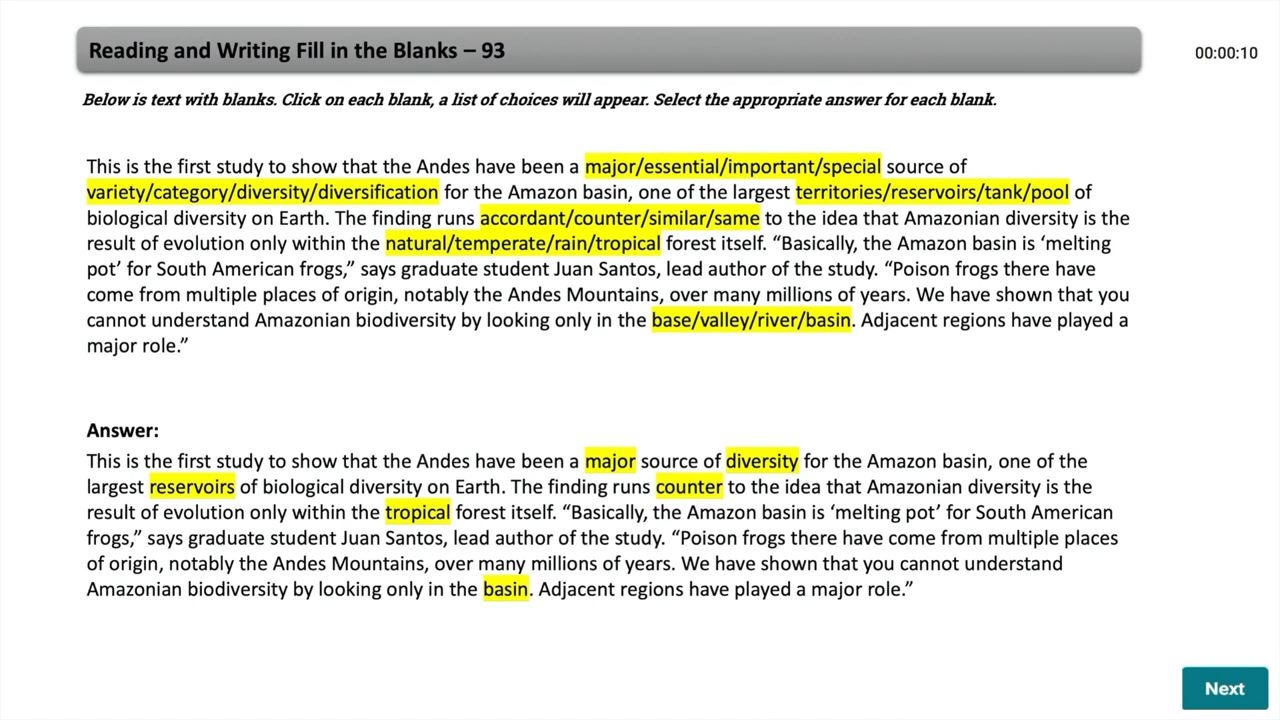 Reading and Writing Fill in the Blanks – 93
00:00:10
Below is text with blanks. Click on each blank, a list of choices will appear. Select the appropriate answer for each blank.
This is the first study to show that the Andes have been a major/essential/important/special source of
variety/category/diversity/diversification for the Amazon basin, one of the largest territories/reservoirs/tank/pool of
biological diversity on Earth. The finding runs accordant/counter/similar/same to the idea that Amazonian diversity is the
result of evolution only within the natural/temperate/rain/tropical forest itself. “Basically, the Amazon basin is ‘melting
pot’ for South American frogs,” says graduate student Juan Santos, lead author of the study. “Poison frogs there have
come from multiple places of origin, notably the Andes Mountains, over many millions of years. We have shown that you
cannot understand Amazonian biodiversity by looking only in the base/valley/river/basin. Adjacent regions have played a
major role.”
Answer:
This is the first study to show that the Andes have been a major source of diversity for the Amazon basin, one of the
largest reservoirs of biological diversity on Earth. The finding runs counter to the idea that Amazonian diversity is the
result of evolution only within the tropical forest itself. “Basically, the Amazon basin is ‘melting pot’ for South American
frogs,” says graduate student Juan Santos, lead author of the study. “Poison frogs there have come from multiple places
of origin, notably the Andes Mountains, over many millions of years. We have shown that you cannot understand
Amazonian biodiversity by looking only in the basin. Adjacent regions have played a major role.”
Next